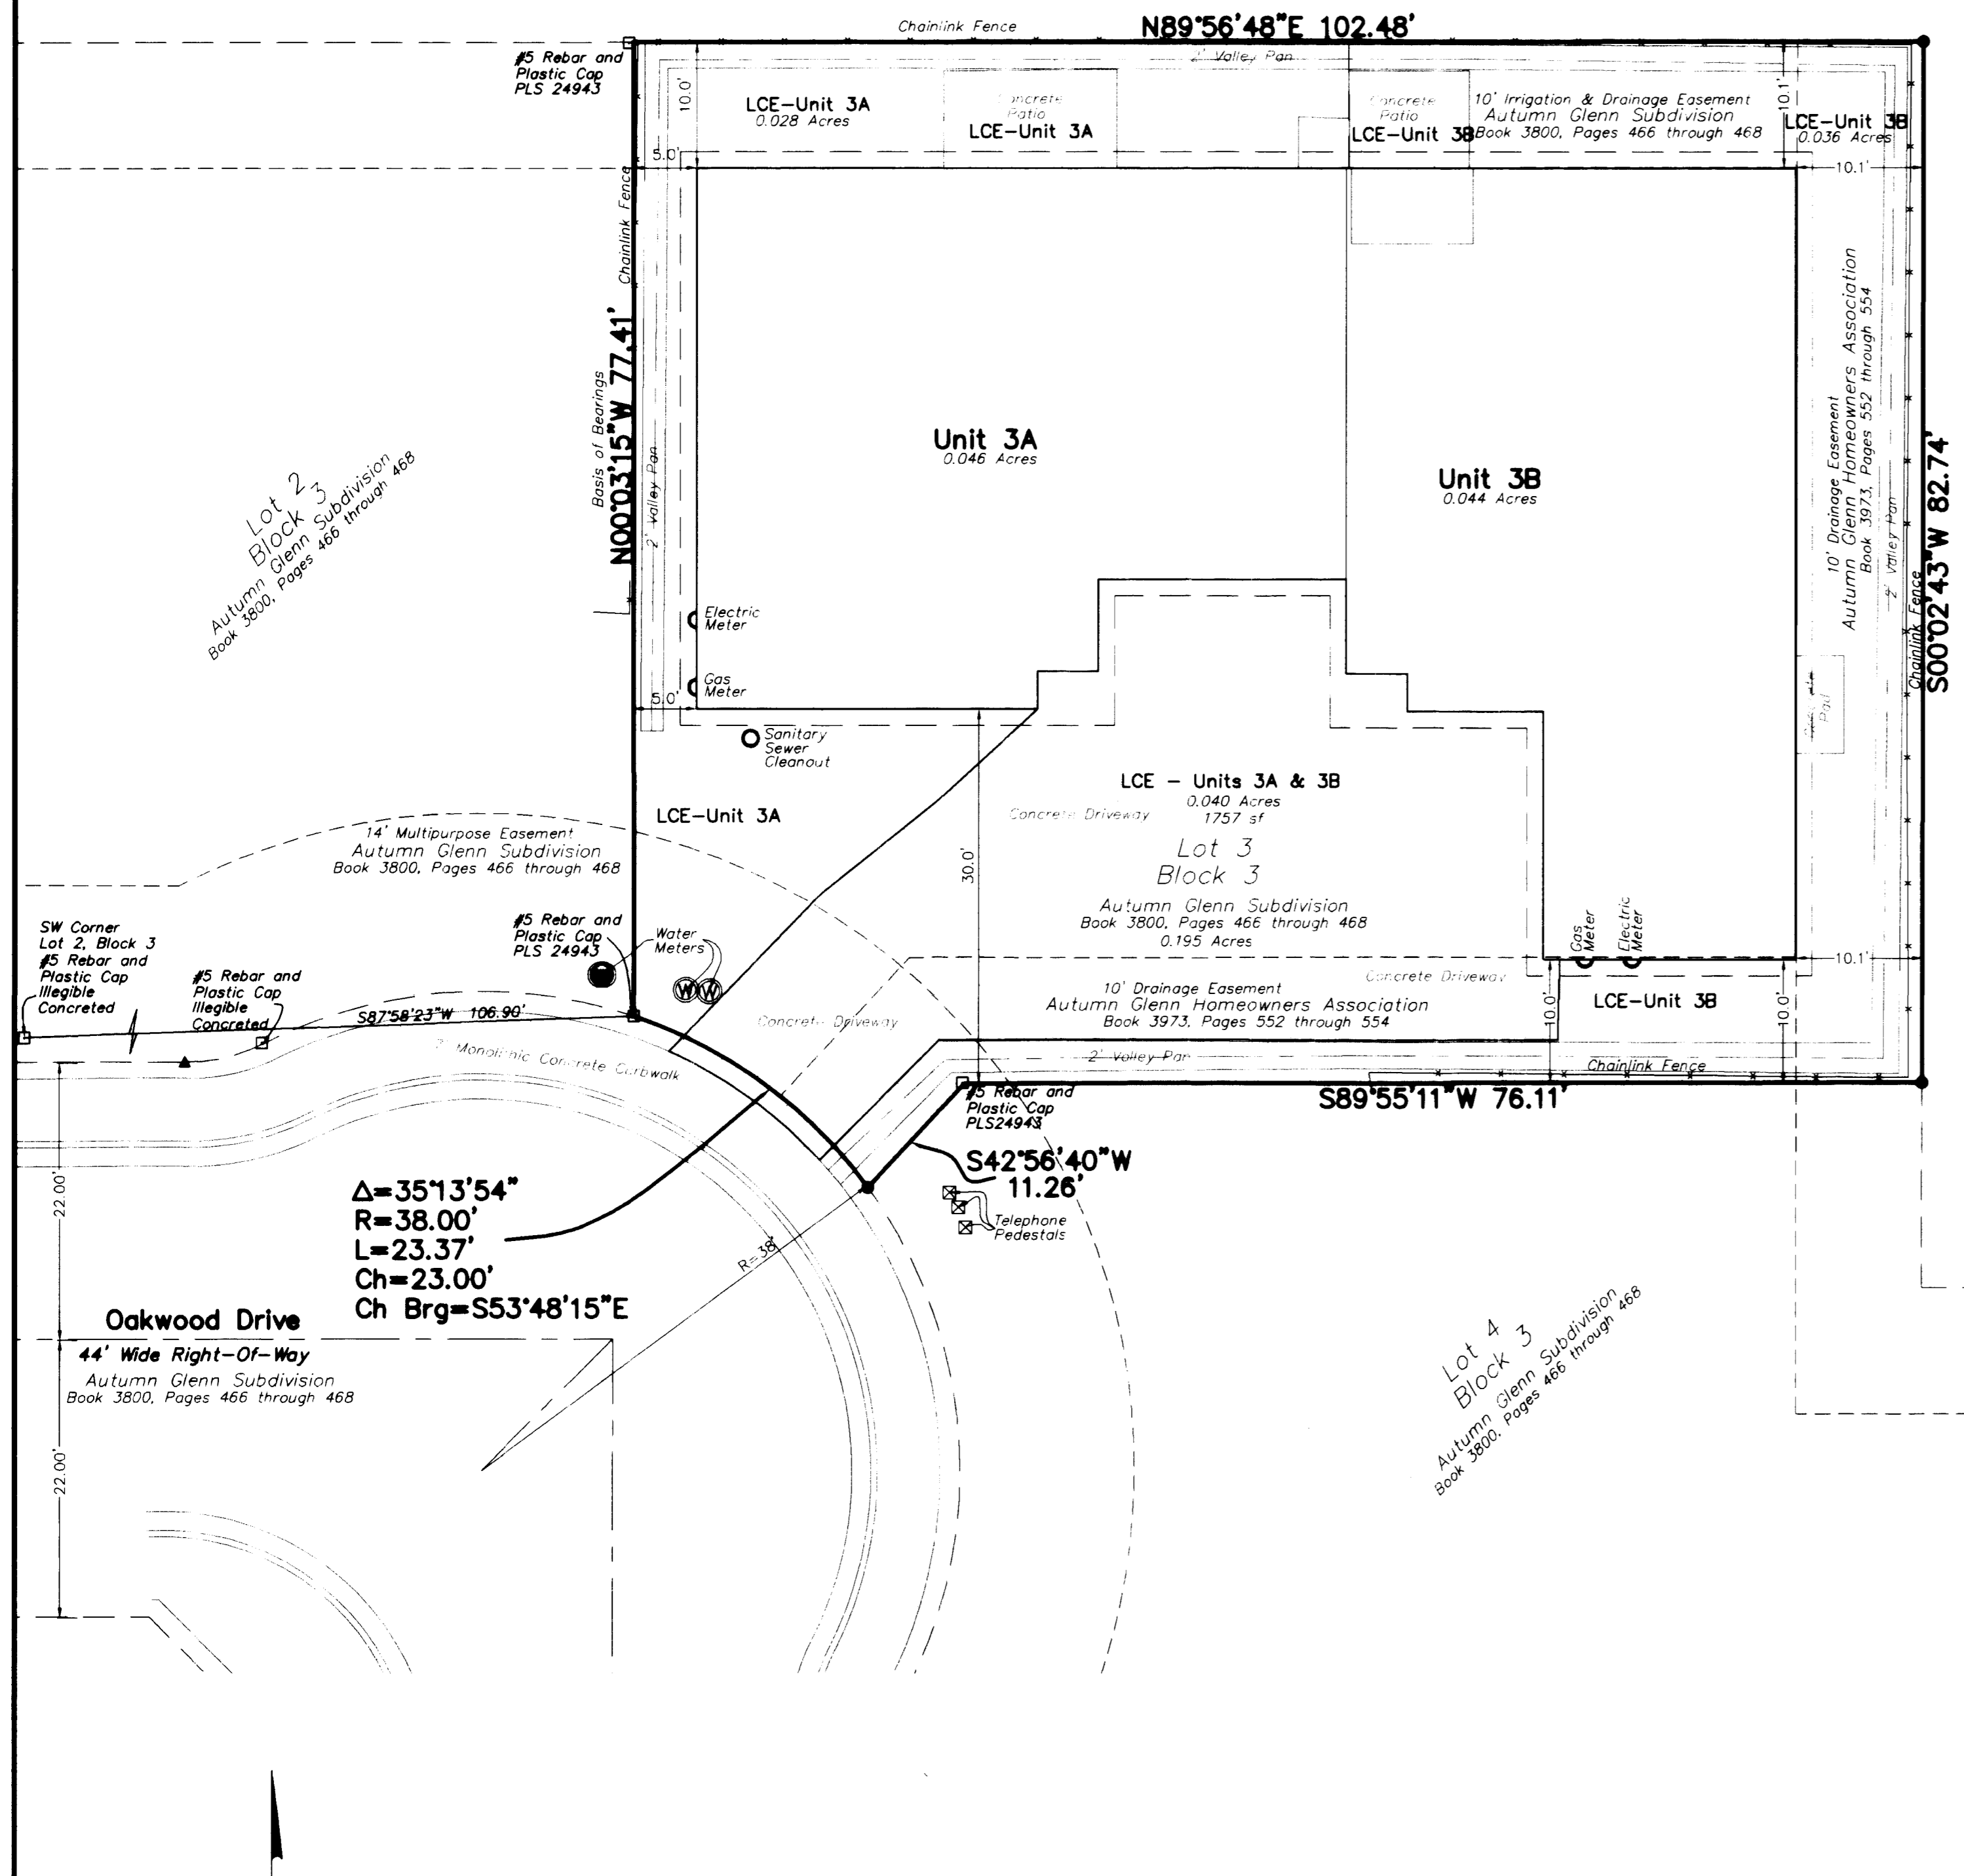 Chainlink Fence
N89°56'48"E 102.48'
2' Valley Pan
#5 Rebar and
Plastic Cap
PLS 24943
10.0'
LCE-Unit 3A
0.028 Acres
Concrete
Patio
LCE-Unit 3A
Concrete
Patio
LCE-Unit 3B
10' Irrigation & Drainage Easement
Autumn Glenn Subdivision
Book 3800, Pages 466 through 468
10.1'
LCE-Unit 3B
0.036 Acres
5.0'
10.1'
Chainlink Fence
Basis of Bearings
N00°03'15"W 77.41'
2' Valley Pan
Unit 3A
0.046 Acres
Unit 3B
0.044 Acres
10' Drainage Easement
Autumn Glenn Homeowners Association
Book 3973, Pages 552 through 554
2' Valley Pan
Chainlink Fence
S00°02'43"W 82.74'
Lot 2
Block 3
Autumn Glenn Subdivision
Book 3800, Pages 466 through 468
Electric
Meter
Gas
Meter
5.0'
Sanitary
Sewer
Cleanout
Pad
LCE-Unit 3A
LCE - Units 3A & 3B
0.040 Acres
1757 sf
Concrete Driveway
Lot 3
Block 3
Autumn Glenn Subdivision
Book 3800, Pages 466 through 468
0.195 Acres
30.0'
14' Multipurpose Easement
Autumn Glenn Subdivision
Book 3800, Pages 466 through 468
SW Corner
Lot 2, Block 3
#5 Rebar and
Plastic Cap
Illegible
Concreted
#5 Rebar and
Plastic Cap
Illegible
Concreted
#5 Rebar and
Plastic Cap
PLS 24943
Water
Meters
W W
Gas
Meter
Electric
Meter
10.1'
Concrete Driveway
10' Drainage Easement
Autumn Glenn Homeowners Association
Book 3973, Pages 552 through 554
10.0'
LCE-Unit 3B
10.0'
S87°58'23"W 106.90'
Concrete Driveway
7' Monolithic Concrete Curbwalk
2' Valley Pan
Chainlink Fence
S89°55'11"W 76.11'
#5 Rebar and
Plastic Cap
PLS24943
S42°56'40"W
11.26'
Telephone
Pedestals
22.00'
Δ=35°13'54"
R=38.00'
L=23.37'
Ch=23.00'
Ch Brg=S53°48'15"E
R=38'
Oakwood Drive
44' Wide Right-Of-Way
Autumn Glenn Subdivision
Book 3800, Pages 466 through 468
22.00'
Lot 4
Block 3
Autumn Glenn Subdivision
Book 3800, Pages 466 through 468